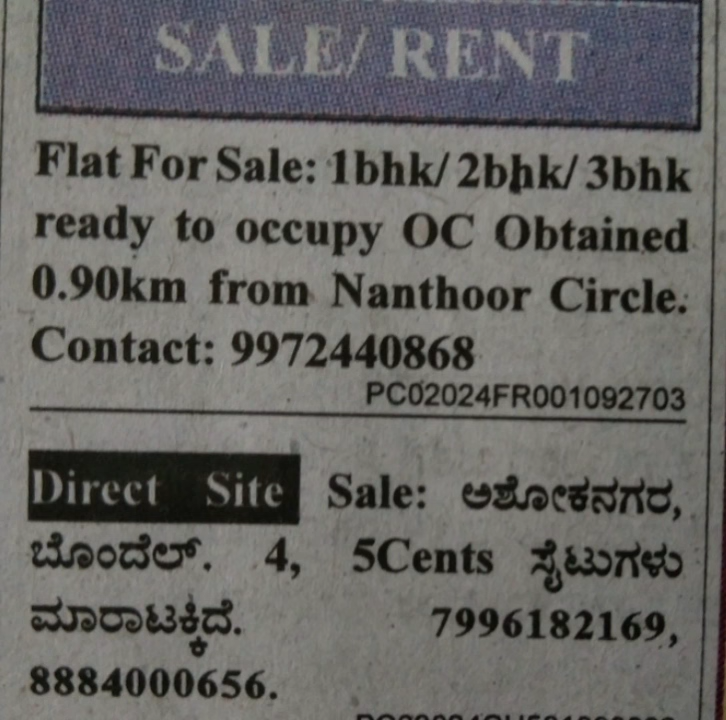 SALE/ RENT
Flat For Sale: 1bhk/ 2bhk/ 3bhk
ready to occupy OC Obtained
0.90km from Nanthoor Circle.
Contact: 9972440868
PC02024FR001092703
Direct Site Sale: ಅಶೋಕನಗರ,
ಬೊಂದೆಲ್. 4, 5Cents ಸೈಟುಗಳು
ಮಾರಾಟಕ್ಕಿದೆ. 7996182169,
8884000656.